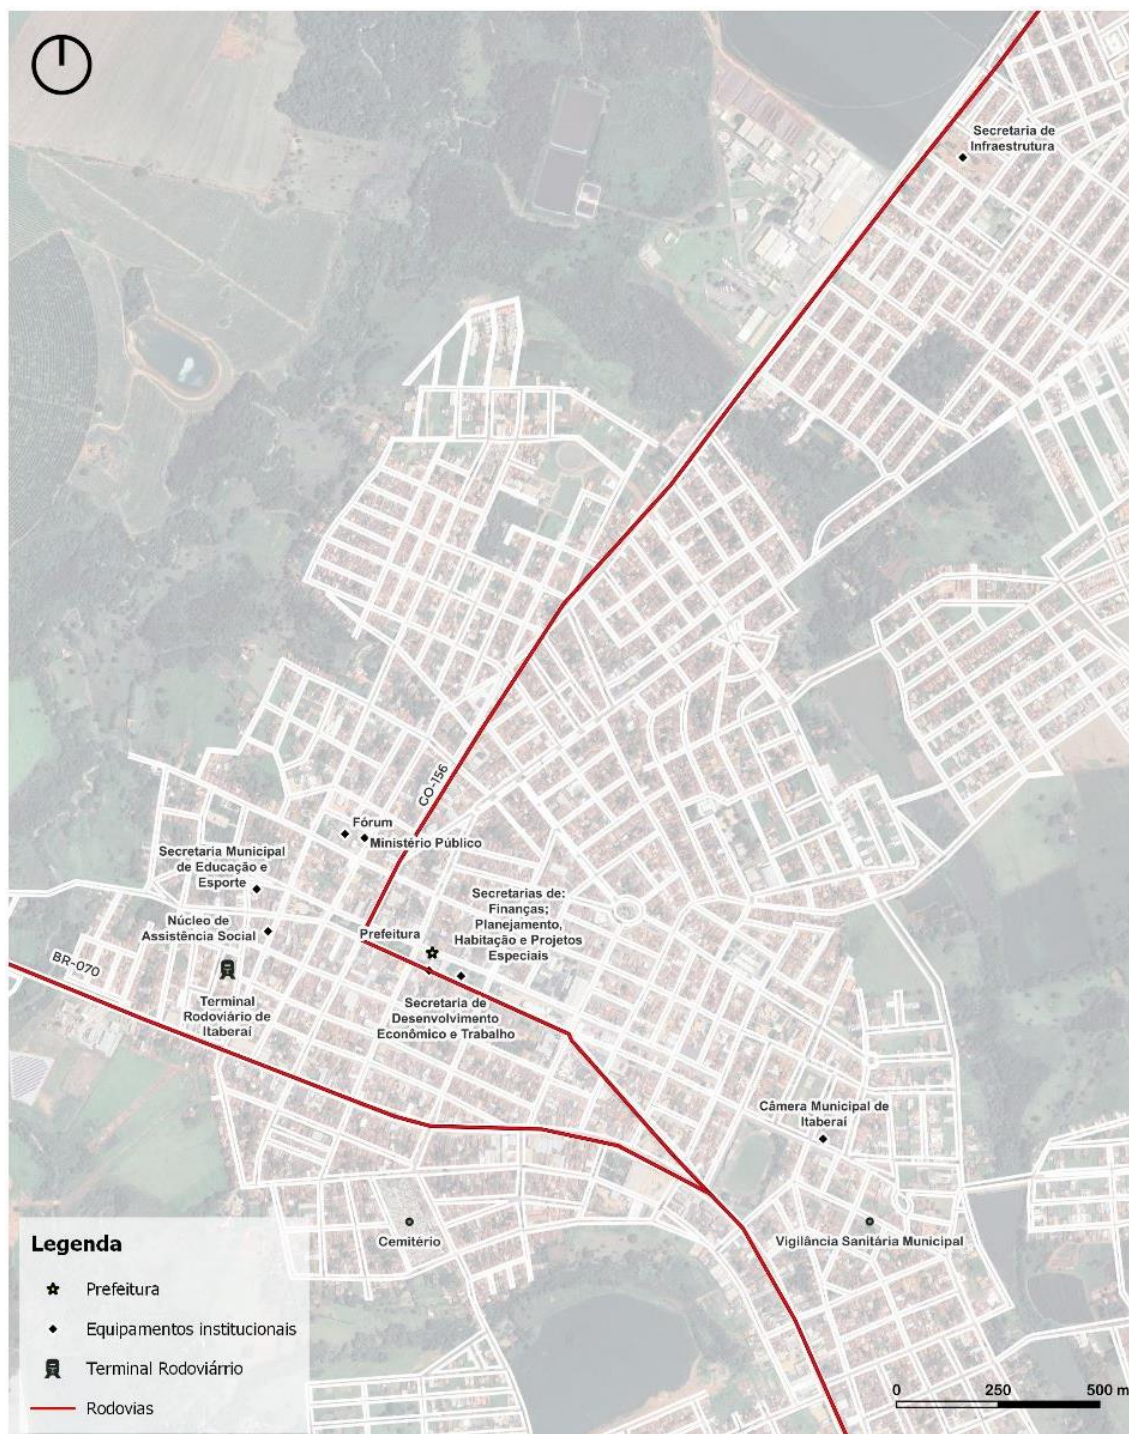 Secretaria de
Infraestrutura
GO-156
Fórum
Ministério Público
Secretaria Municipal
de Educação e
Esporte
Secretarias de:
Finanças;
Planejamento,
Habitação e Projetos
Especiais
Núcleo de
Assistência Social
Prefeitura
BR-070
Terminal
Rodoviário de
Itaberaí
Secretaria de
Desenvolvimento
Econômico e Trabalho
Câmera Municipal de
Itaberaí
Cemitério
Vigilância Sanitária Municipal
Legenda
Prefeitura
Equipamentos institucionais
Terminal Rodoviárrio
Rodovias
0 250 500 m